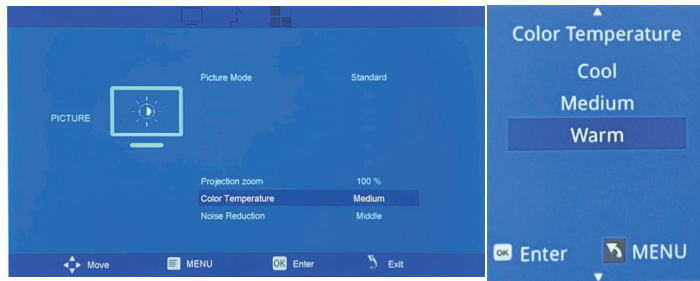 Picture Mode Standard
PICTURE
Projection zoom 100 %
Color Temperature Medium
Noise Reduction Middle
Move MENU OK Enter Exit
Color Temperature
Cool
Medium
Warm
OK Enter MENU